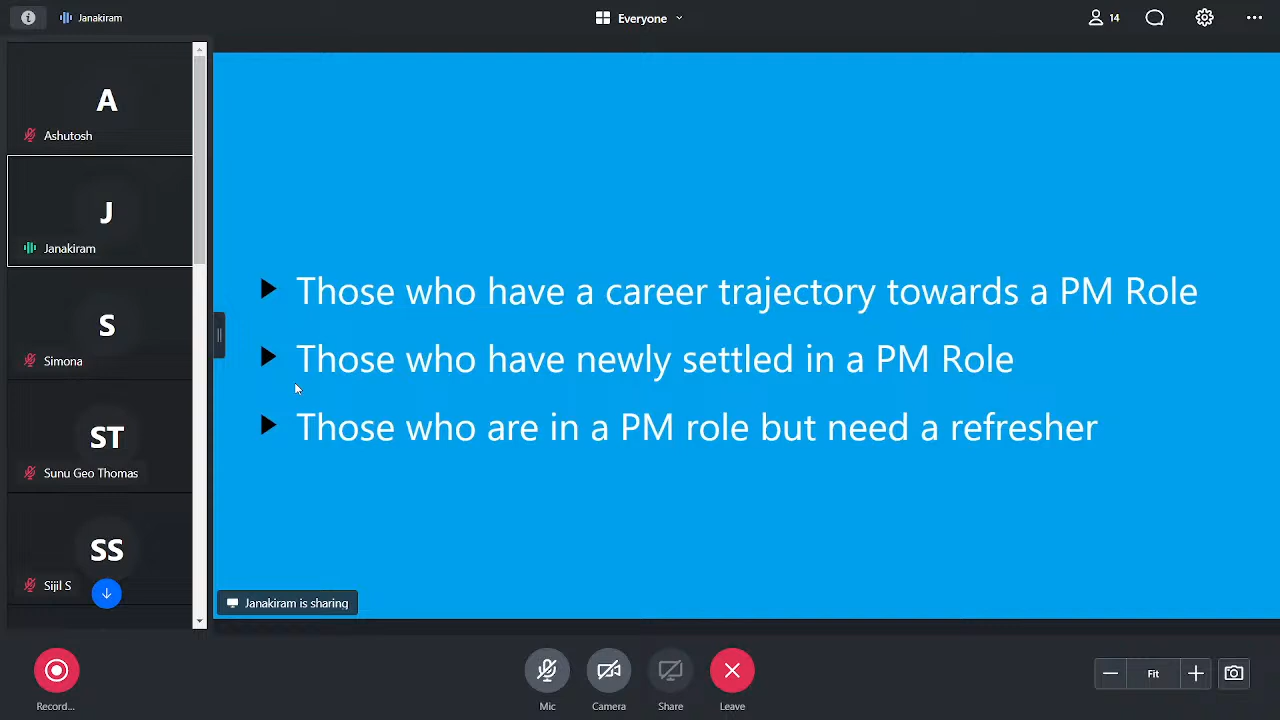 Janakiram
Everyone
14
A
Ashutosh
J
Janakiram
S
Simona
ST
Sunu Geo Thomas
SS
Sijil S
Those who have a career trajectory towards a PM Role
Those who have newly settled in a PM Role
Those who are in a PM role but need a refresher
Janakiram is sharing
Record...
Mic
Camera
Share
Leave
Fit